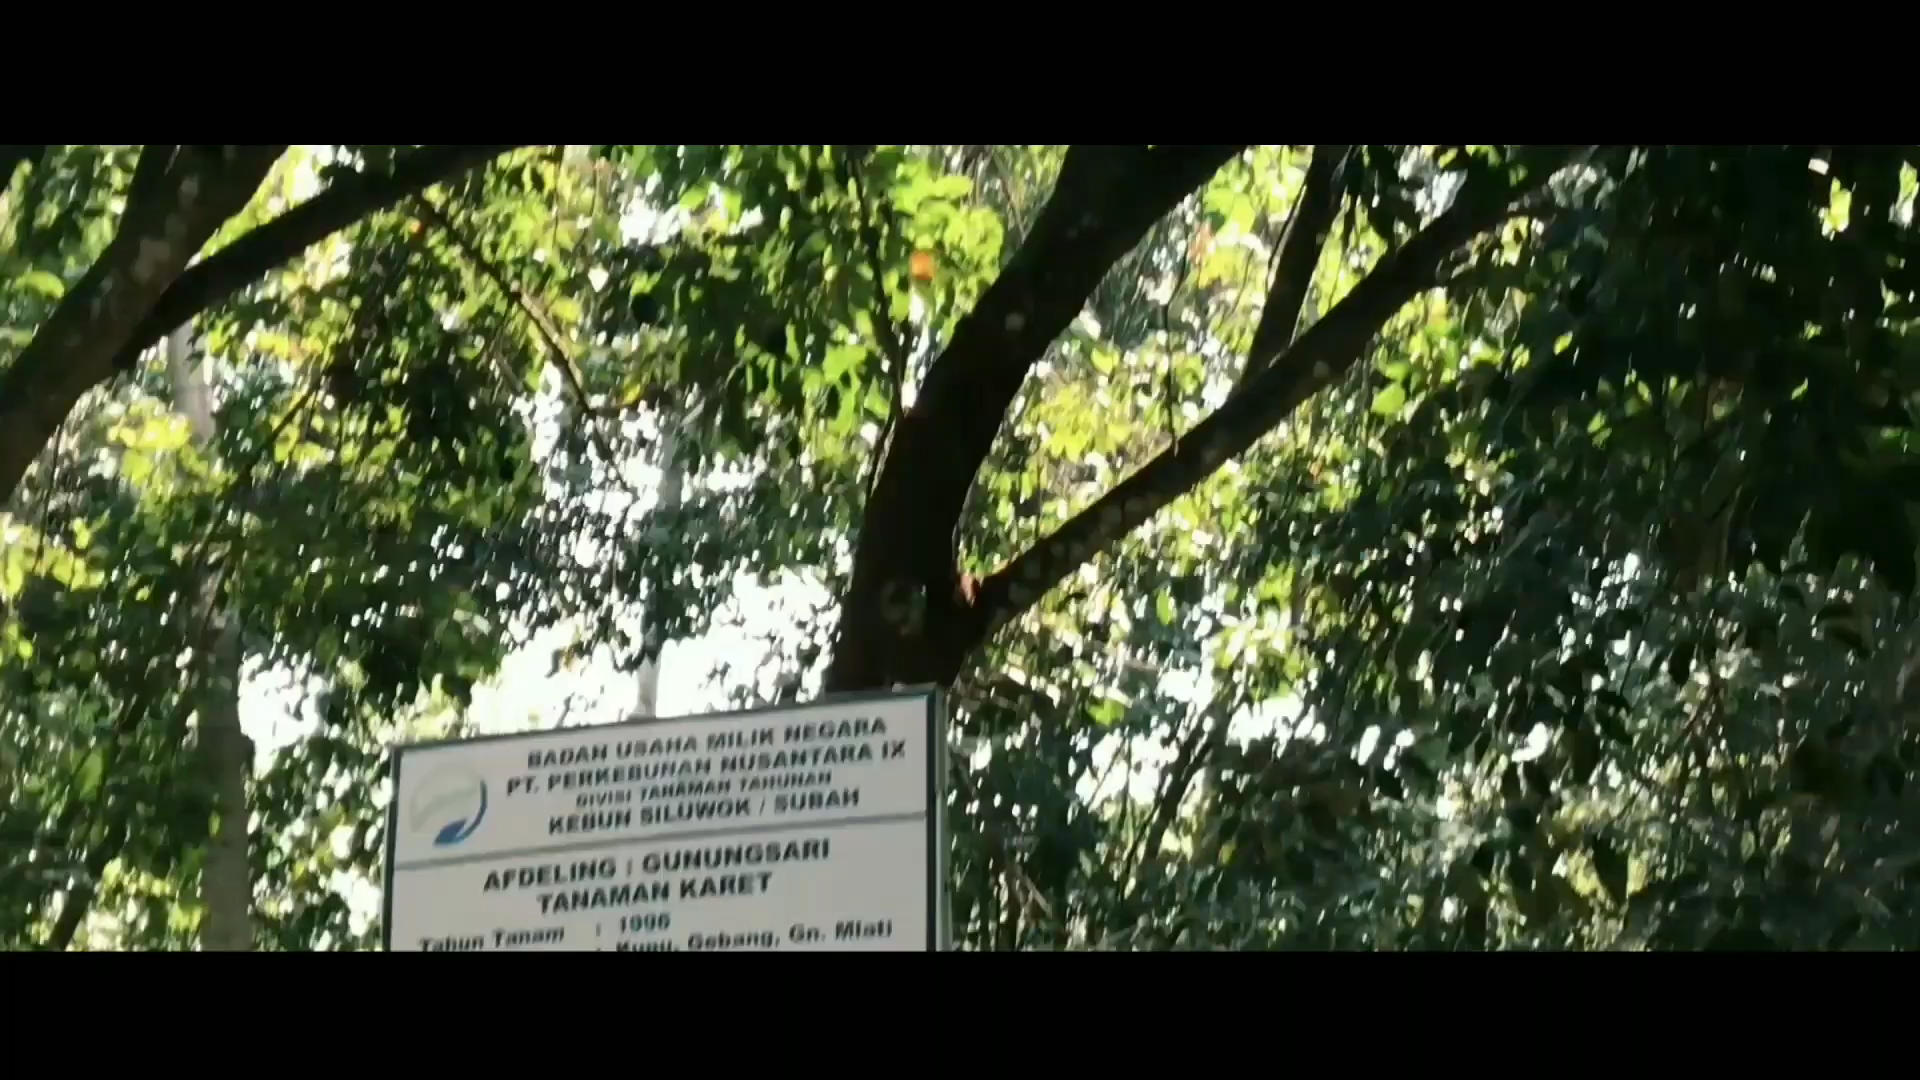 BADAN USAHA MILIK NEGARA
PT. PERKEBUNAN NUSANTARA IX
DIVISI TANAMAN TAHUNAN
KEBUN SILUWOK / SUBAH
AFDELING : GUNUNGSARI
TANAMAN KARET
Tahun Tanam : 1996
: Gebang, Gn. Mlati